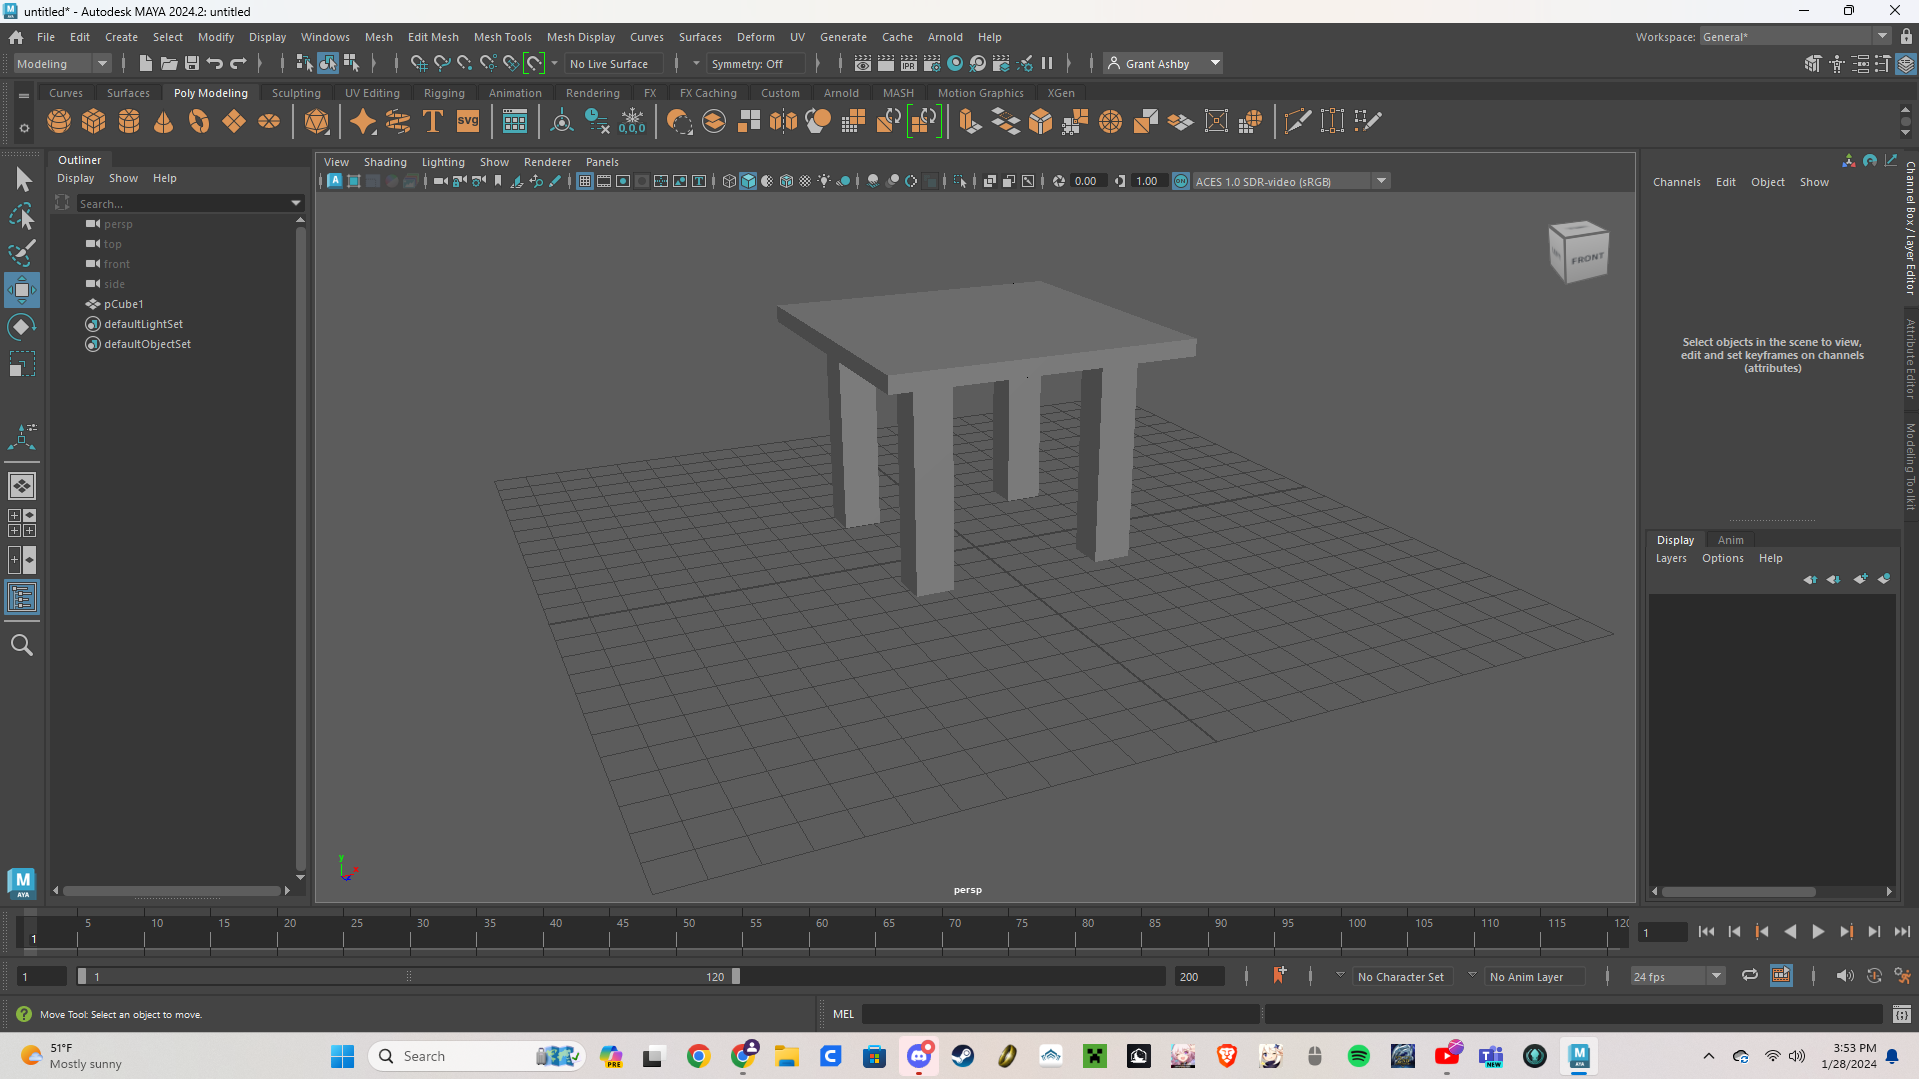 untitled* - Autodesk MAYA 2024.2: untitled
File Edit Create Select Modify Display Windows Mesh Edit Mesh Mesh Tools Mesh Display Curves Surfaces Deform UV Generate Cache Arnold Help
Workspace: General*
Modeling
No Live Surface
Symmetry: Off
Grant Ashby
Curves Surfaces Poly Modeling Sculpting UV Editing Rigging Animation Rendering FX FX Caching Custom Arnold MASH Motion Graphics XGen
Outliner
Display Show Help
Search...
persp
top
front
side
pCube1
defaultLightSet
defaultObjectSet
View Shading Lighting Show Renderer Panels
0.00
1.00
ACES 1.0 SDR-video (sRGB)
FRONT
persp
y
Channels Edit Object Show
Select objects in the scene to view,
edit and set keyframes on channels
(attributes)
Channel Box / Layer Editor
Attribute Editor
Modeling Toolkit
Display Anim
Layers Options Help
M
AYA
1 5 10 15 20 25 30 35 40 45 50 55 60 65 70 75 80 85 90 95 100 105 110 115 120
1
1
1
120
200
No Character Set
No Anim Layer
24 fps
Move Tool: Select an object to move.
MEL
51°F
Mostly sunny
Search
PRE
NEW
3:53 PM
1/28/2024